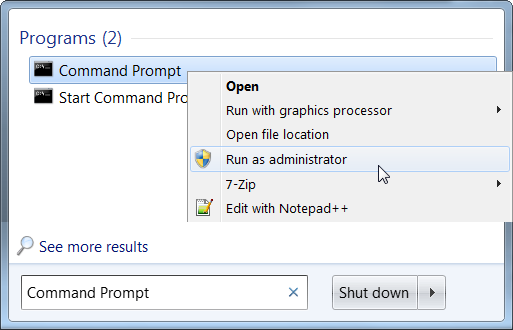 Programs (2)
Command Prompt
Start Command Pro
Open
Run with graphics processor
Open file location
Run as administrator
7-Zip
Edit with Notepad++
See more results
Command Prompt
Shut down